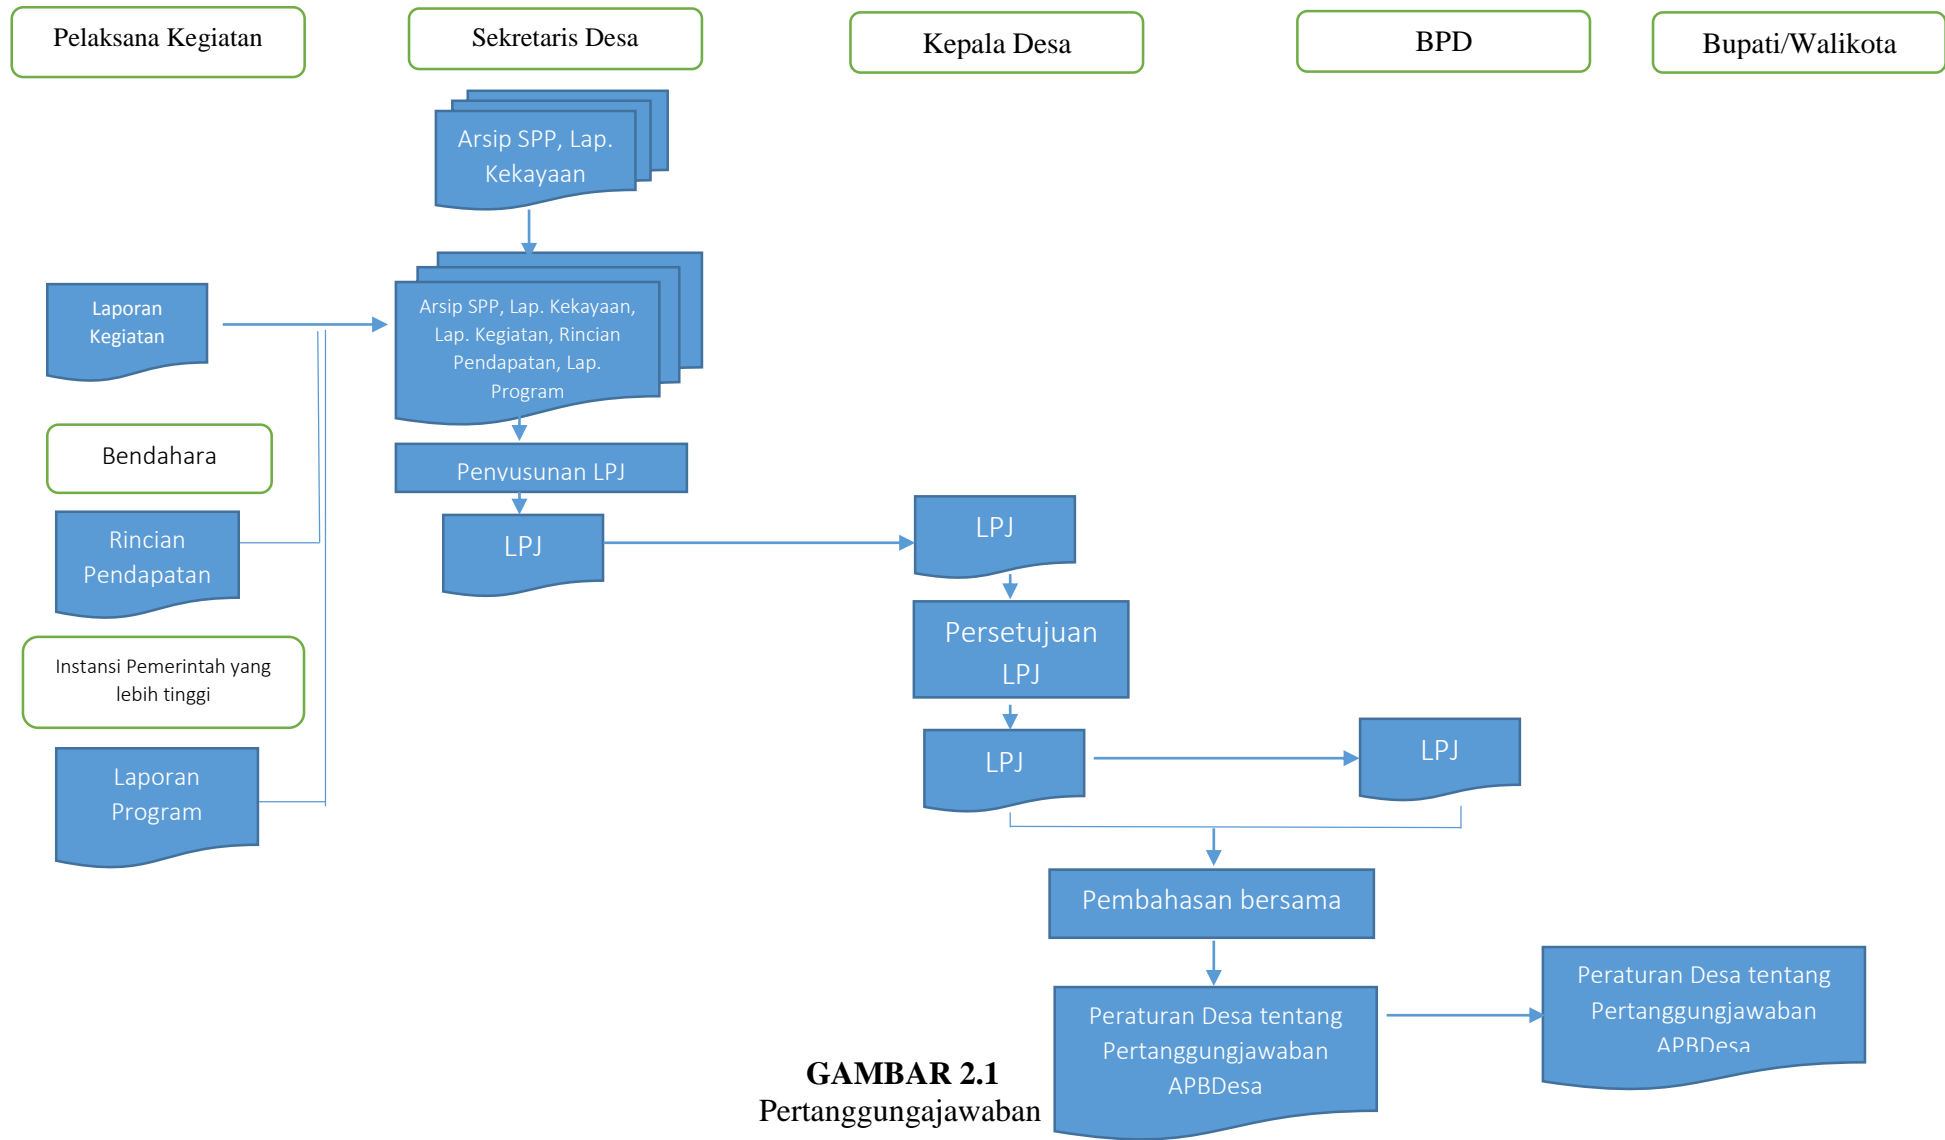 Pelaksana Kegiatan
Sekretaris Desa
Kepala Desa
BPD
Bupati/Walikota
Arsip SPP, Lap.
Kekayaan
Laporan
Kegiatan
Arsip SPP, Lap. Kekayaan,
Lap. Kegiatan, Rincian
Pendapatan, Lap.
Program
Bendahara
Penyusunan LPJ
Rincian
Pendapatan
LPJ
LPJ
Persetujuan
LPJ
Instansi Pemerintah yang
lebih tinggi
Laporan
Program
LPJ
LPJ
Pembahasan bersama
Peraturan Desa tentang
Pertanggungjawaban
APBDesa
Peraturan Desa tentang
Pertanggungjawaban
APBDesa
GAMBAR 2.1
Pertanggungajawaban